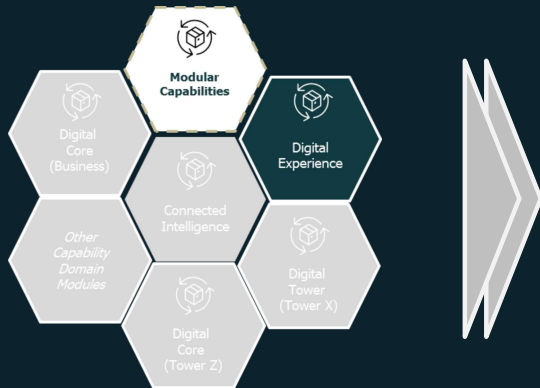 Modular
Capabilities
Digital
Core
(Business)
Digital
Experience
Connected
Intelligence
Other
Capability
Domain
Modules
Digital
Tower
(Tower X)
Digital
Core
(Tower Z)